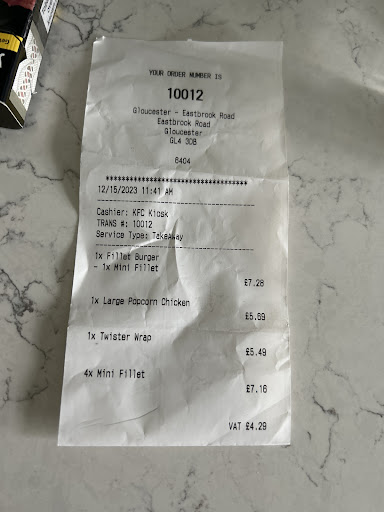 YOUR ORDER NUMBER IS
10012
Gloucester - Eastbrook Road
Eastbrook Road
Gloucester
GL4 3DB
6404
************************************
12/15/2023 11:41 AM
------------------------------------
Cashier: KFC Kiosk
TRANS #: 10012
Service Type: TakeAway
------------------------------------
1x Fillet Burger
- 1x Mini Fillet
£7.28
1x Large Popcorn Chicken
£5.69
1x Twister Wrap
£5.49
4x Mini Fillet
£7.16
VAT £4.29